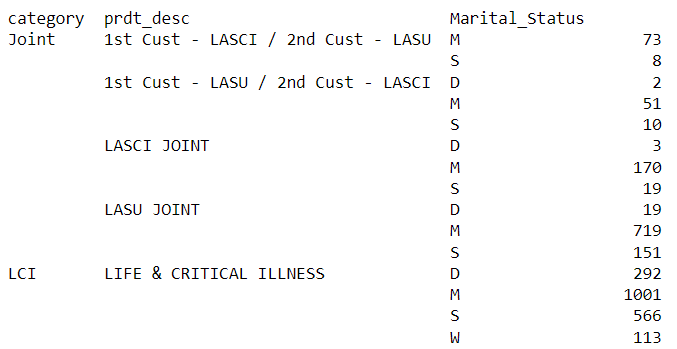 category prdt_desc Marital_Status
Joint 1st Cust - LASCI / 2nd Cust - LASU M 73
S 8
1st Cust - LASU / 2nd Cust - LASCI D 2
M 51
S 10
LASCI JOINT D 3
M 170
S 19
LASU JOINT D 19
M 719
S 151
LCI LIFE & CRITICAL ILLNESS D 292
M 1001
S 566
W 113